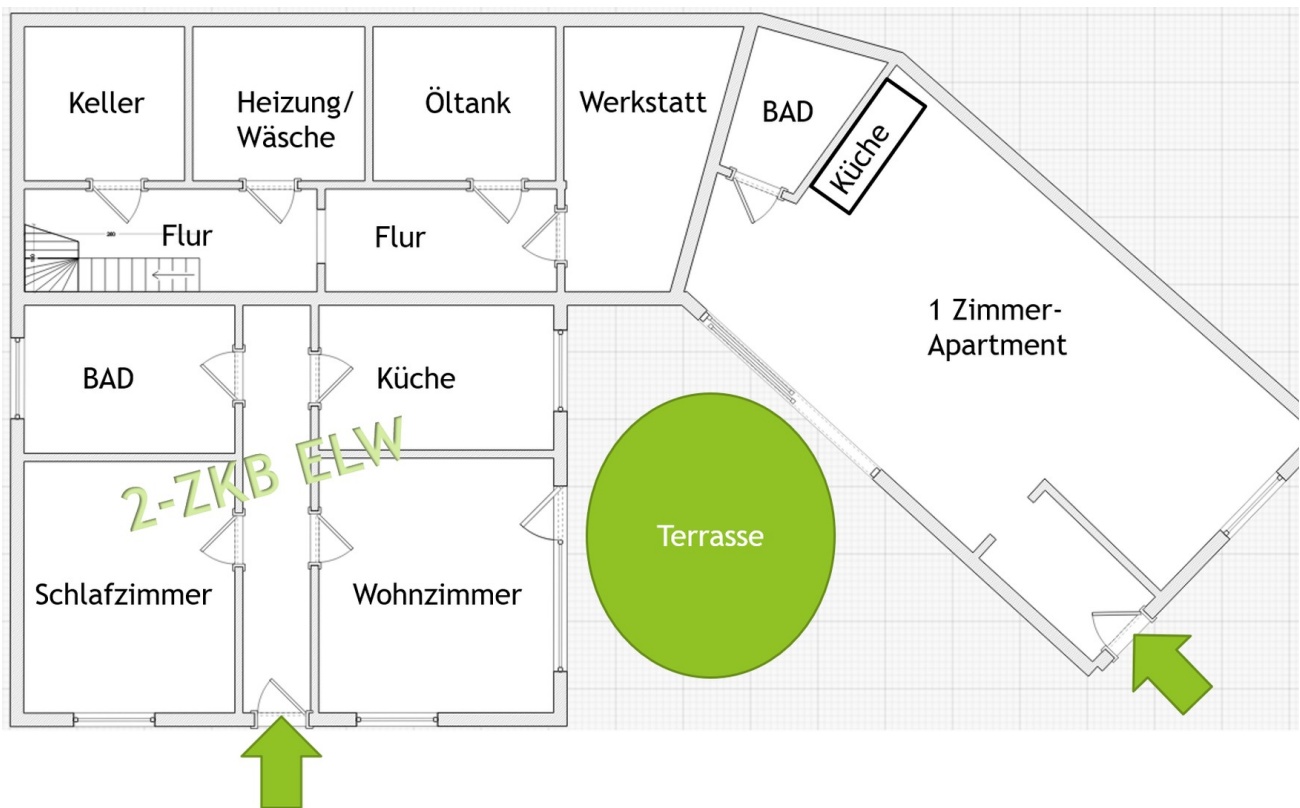 Keller
Heizung/
Wäsche
Öltank
Werkstatt
BAD
Küche
Flur
Flur
1 Zimmer-
Apartment
BAD
Küche
2-ZKB ELW
Terrasse
Schlafzimmer
Wohnzimmer